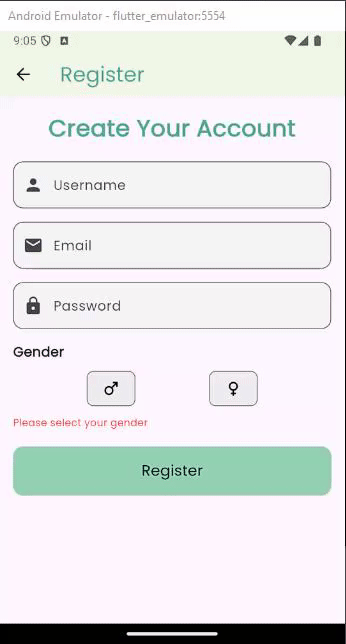 Android Emulator - flutter_emulator:5554
9:05
Register
Create Your Account
Username
Email
Password
Gender
♂ ♀
Please select your gender
Register